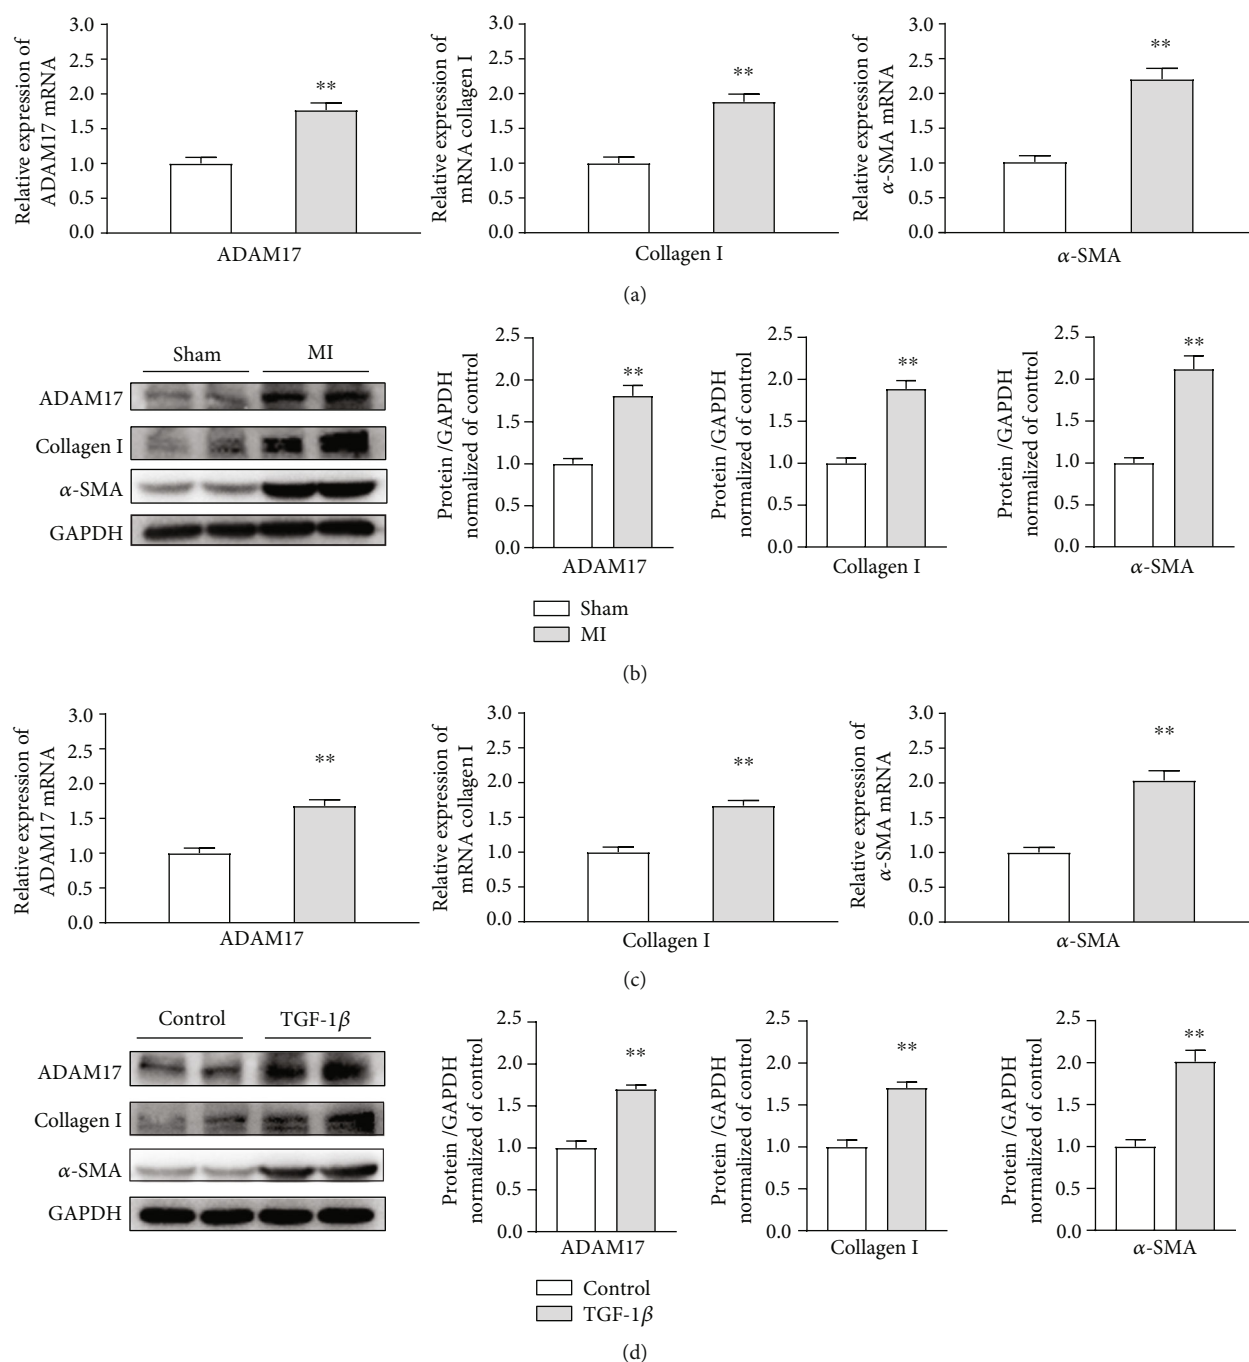 Relative expression of
ADAM17 mRNA
3.0
2.5
2.0
1.5
1.0
0.5
0.0
**
ADAM17
Relative expression of
mRNA collagen I
3.0
2.5
2.0
1.5
1.0
0.5
0.0
**
Collagen I
Relative expression of
α-SMA mRNA
3.0
2.5
2.0
1.5
1.0
0.5
0.0
**
α-SMA
(a)
Sham MI
ADAM17
Collagen I
α-SMA
GAPDH
Protein /GAPDH
normalized of control
2.5
2.0
1.5
1.0
0.5
0.0
**
ADAM17
Protein /GAPDH
normalized of control
2.5
2.0
1.5
1.0
0.5
0.0
**
Collagen I
Protein /GAPDH
normalized of control
2.5
2.0
1.5
1.0
0.5
0.0
**
α-SMA
Sham
MI
(b)
Relative expression of
ADAM17 mRNA
3.0
2.5
2.0
1.5
1.0
0.5
0.0
**
ADAM17
Relative expression of
mRNA collagen I
3.0
2.5
2.0
1.5
1.0
0.5
0.0
**
Collagen I
Relative expression of
α-SMA mRNA
3.0
2.5
2.0
1.5
1.0
0.5
0.0
**
α-SMA
(c)
Control TGF-1β
ADAM17
Collagen I
α-SMA
GAPDH
Protein /GAPDH
normalized of control
2.5
2.0
1.5
1.0
0.5
0.0
**
ADAM17
Protein /GAPDH
normalized of control
2.5
2.0
1.5
1.0
0.5
0.0
**
Collagen I
Protein /GAPDH
normalized of control
2.5
2.0
1.5
1.0
0.5
0.0
**
α-SMA
Control
TGF-1β
(d)